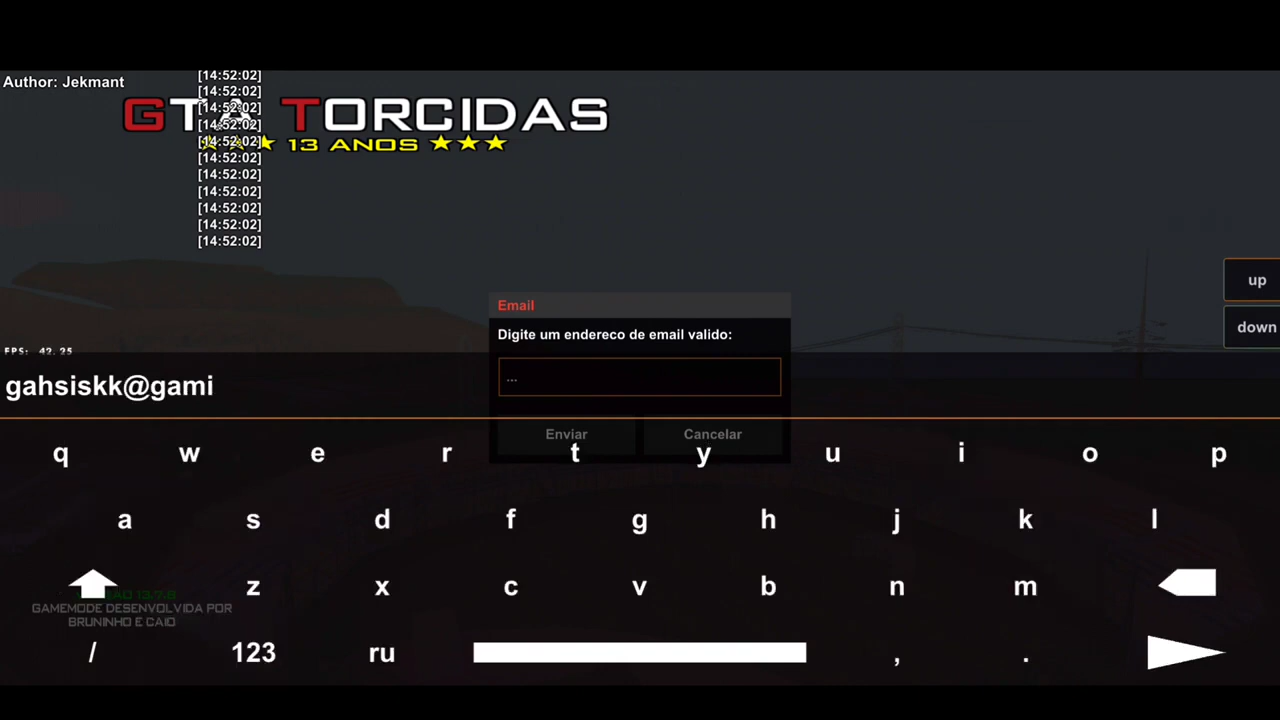 Author: Jekmant
[14:52:02]
[14:52:02]
[14:52:02]
[14:52:02]
[14:52:02]
[14:52:02]
[14:52:02]
[14:52:02]
[14:52:02]
[14:52:02]
[14:52:02]
GTA TORCIDAS
★ ★ ★ 13 ANOS ★★★
up
down
Email
Digite um endereco de email valido:
...
FPS: 42.25
gahsiskk@gami
Enviar Cancelar
q w e r t y u i o p
a s d f g h j k l
z x c v b n m
13.7.8
GAMEMODE DESENVOLVIDA POR
BRUNINHO E CAIO
/ 123 ru , .